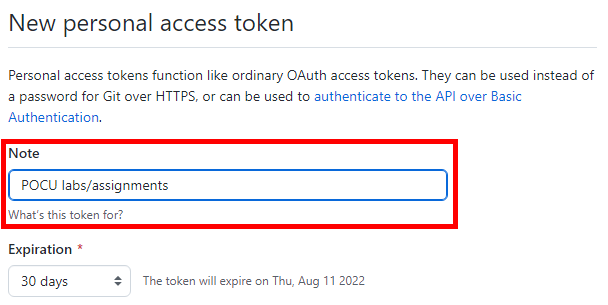 New personal access token
Personal access tokens function like ordinary OAuth access tokens. They can be used instead of
a password for Git over HTTPS, or can be used to authenticate to the API over Basic
Authentication.
Note
POCU labs/assignments
What's this token for?
Expiration *
30 days The token will expire on Thu, Aug 11 2022